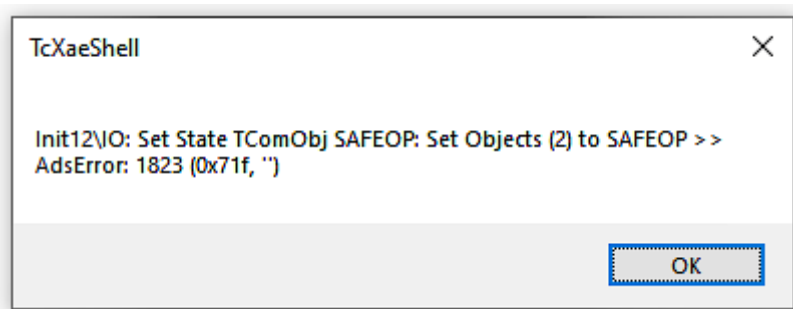 TcXaeShell
Init12\IO: Set State TComObj SAFEOP: Set Objects (2) to SAFEOP >>
AdsError: 1823 (0x71f, '')
OK